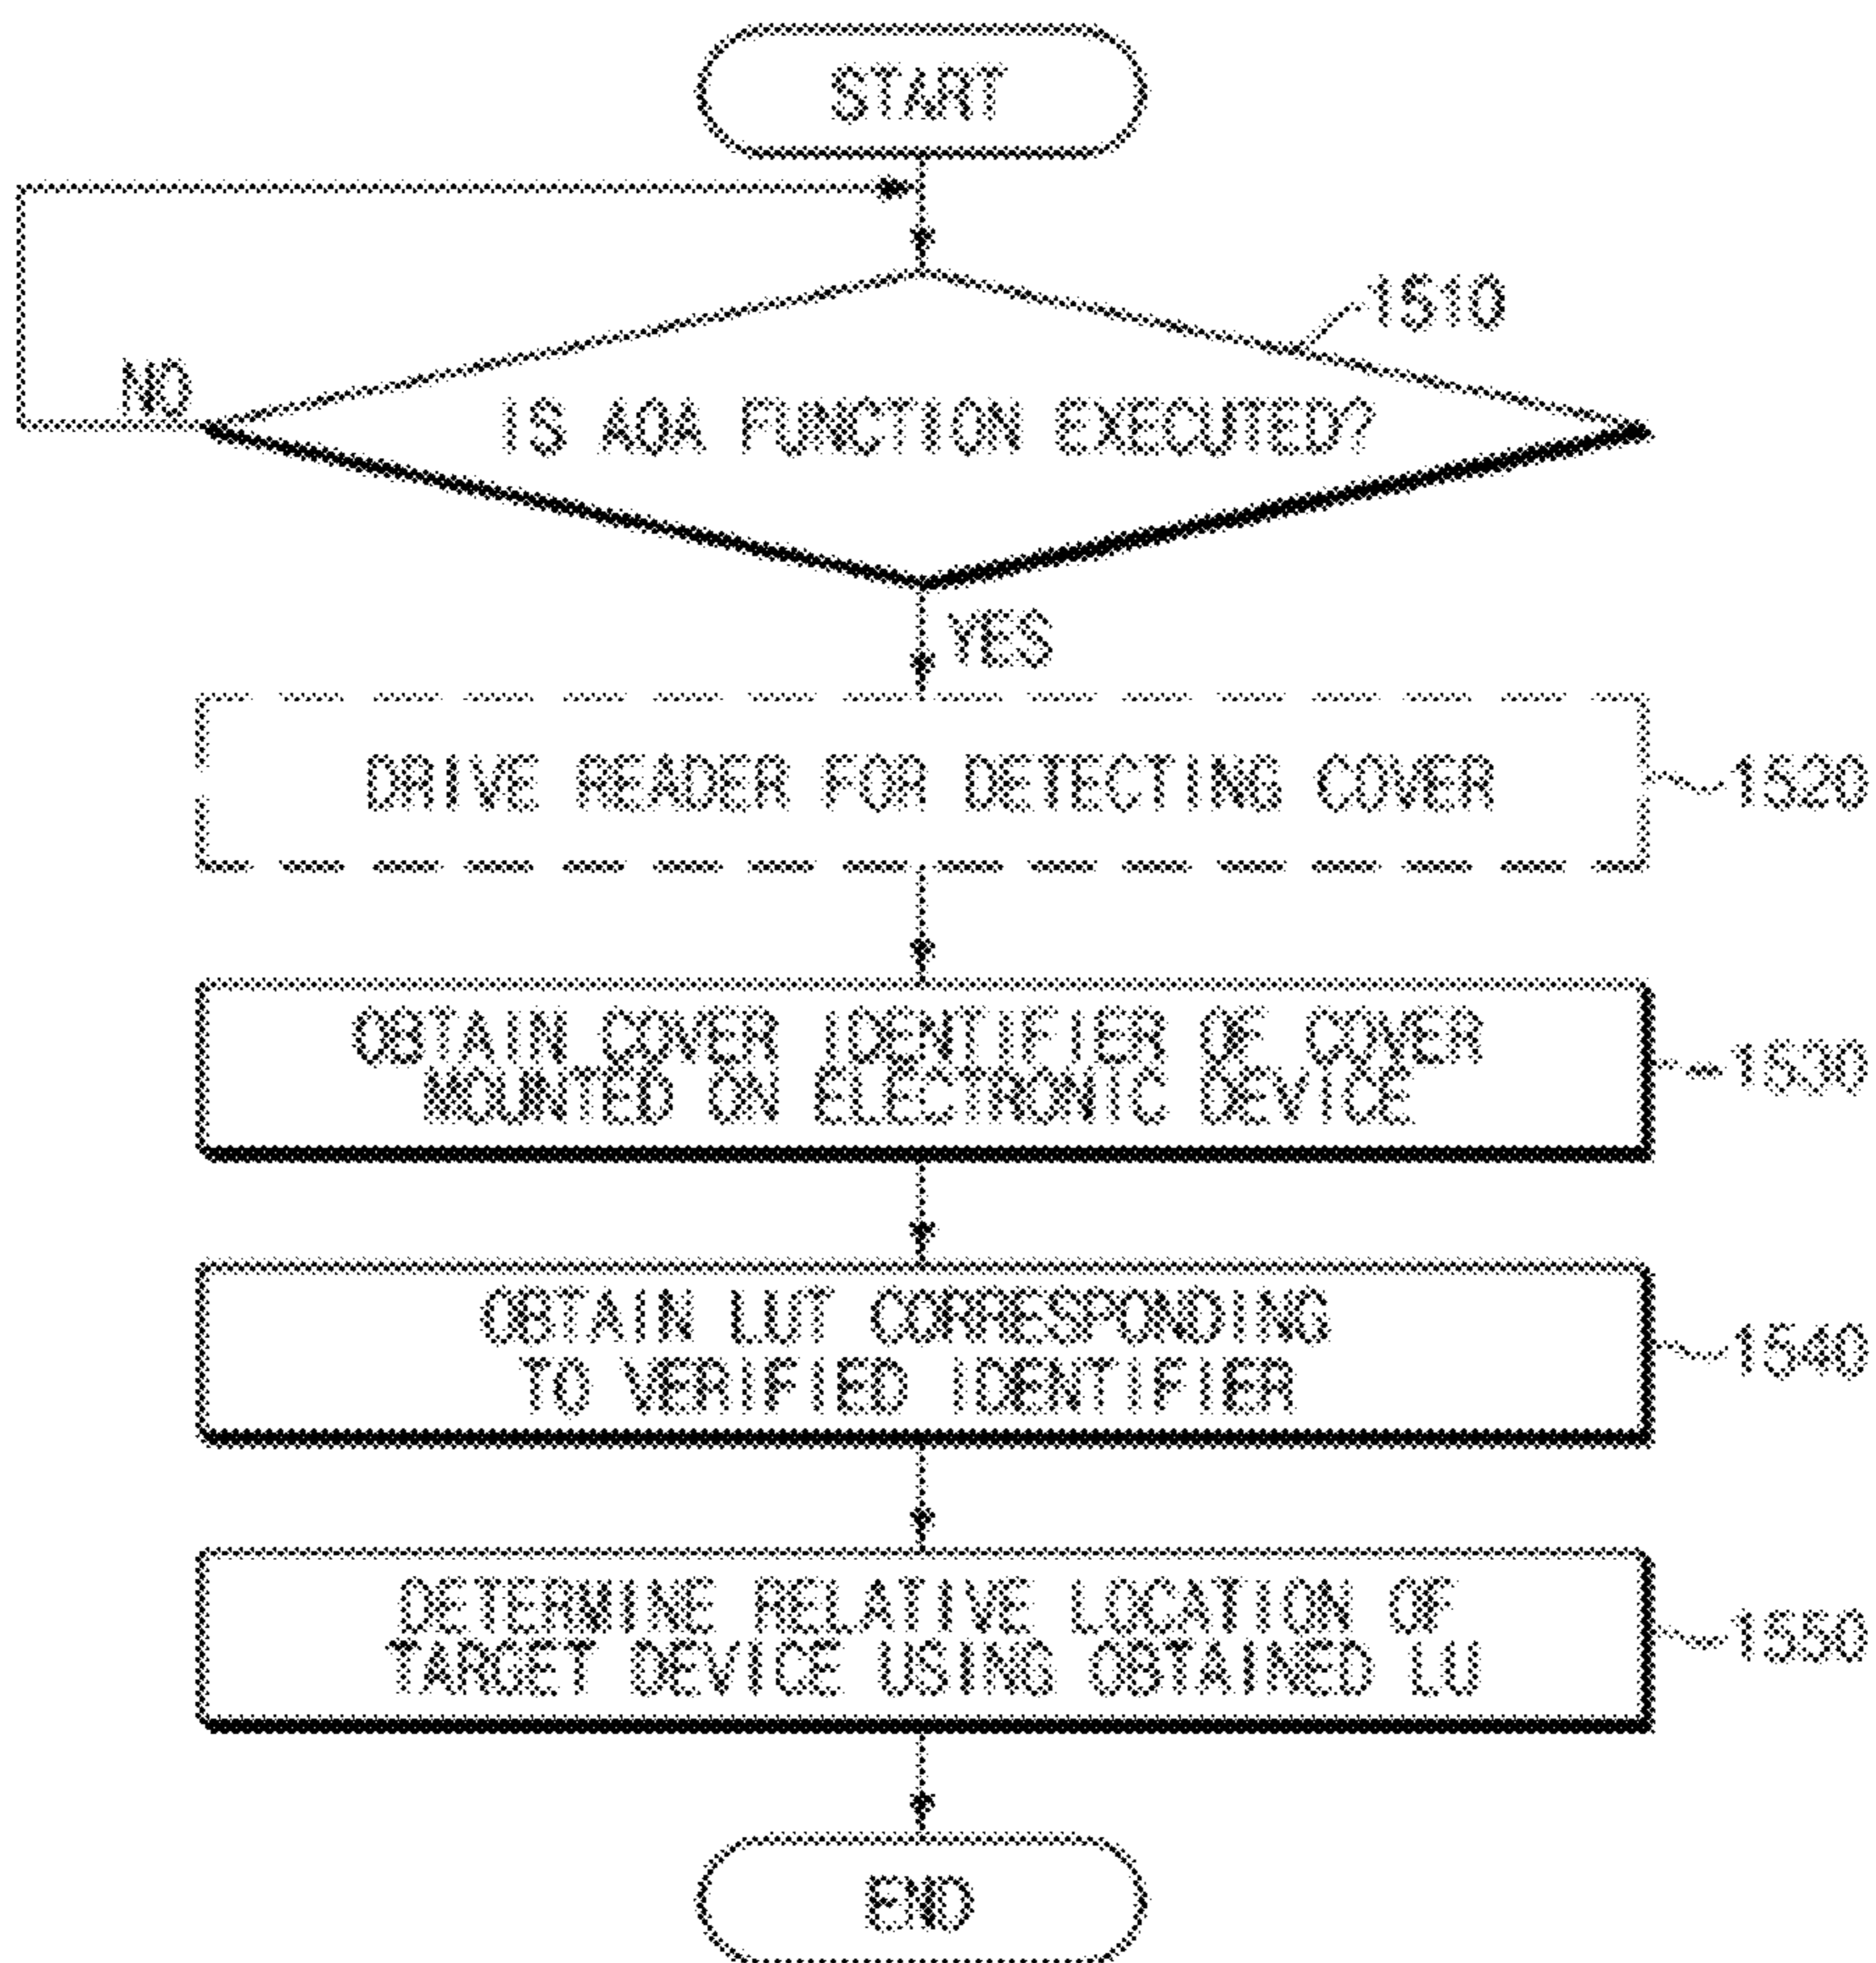 START
1510
NO
IS AOA FUNCTION EXECUTED?
YES
DRIVE READER FOR DETECTING COVER
1520
OBTAIN COVER IDENTIFIER OF COVER
MOUNTED ON ELECTRONIC DEVICE
1530
OBTAIN LUT CORRESPONDING
TO VERIFIED IDENTIFIER
1540
DETERMINE RELATIVE LOCATION OF
TARGET DEVICE USING OBTAINED LU
1550
END